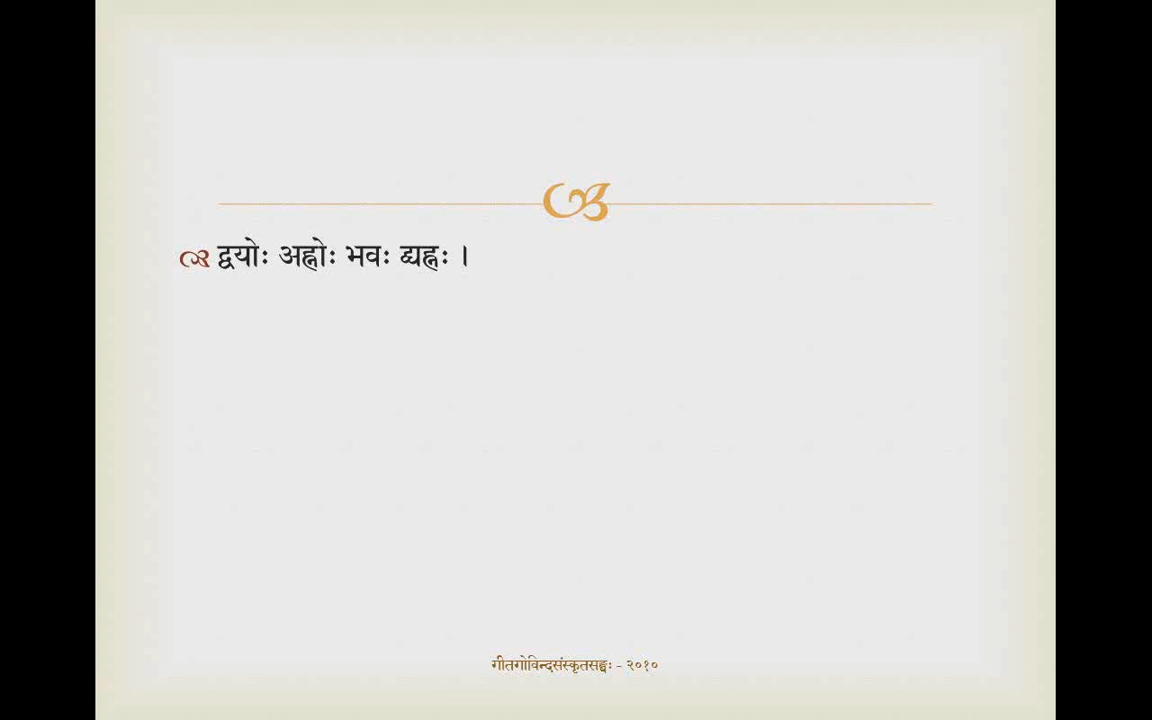 द्वयोः अह्नोः भवः द्व्यह्नः ।
गीतगोविन्दसंस्कृतसङ्घः - २०१०